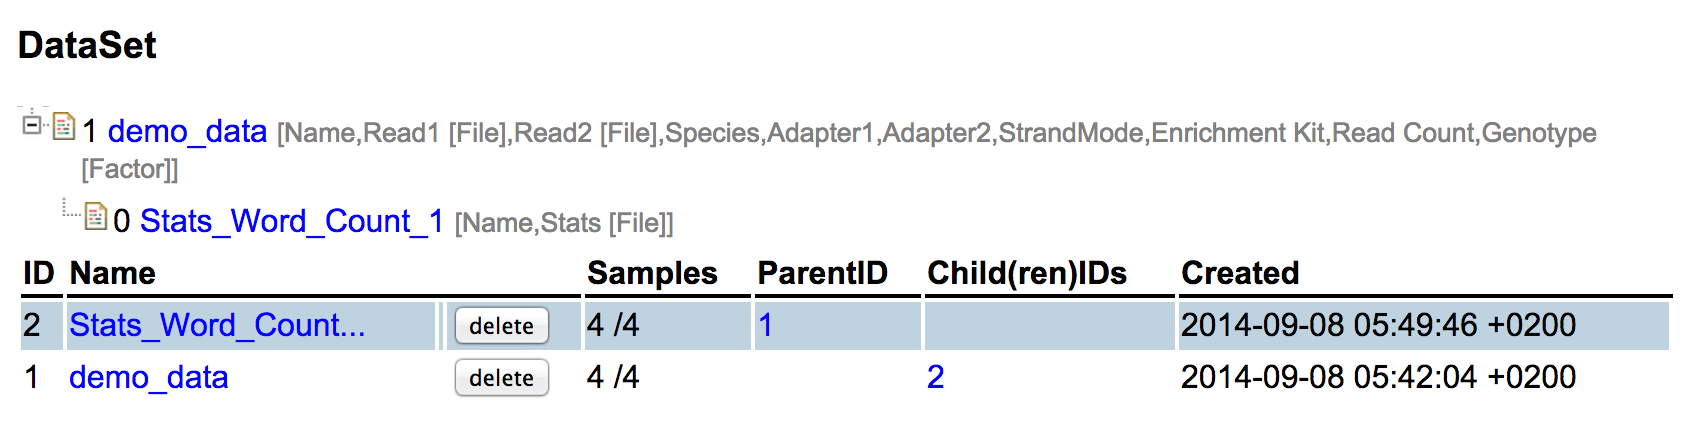 DataSet
1 demo_data [Name,Read1 [File],Read2 [File],Species,Adapter1,Adapter2,StrandMode,Enrichment Kit,Read Count,Genotype
[Factor]]
0 Stats_Word_Count_1 [Name,Stats [File]]
ID Name Samples ParentID Child(ren)IDs Created
2 Stats_Word_Count... delete 4 /4 1 2014-09-08 05:49:46 +0200
1 demo_data delete 4 /4 2 2014-09-08 05:42:04 +0200